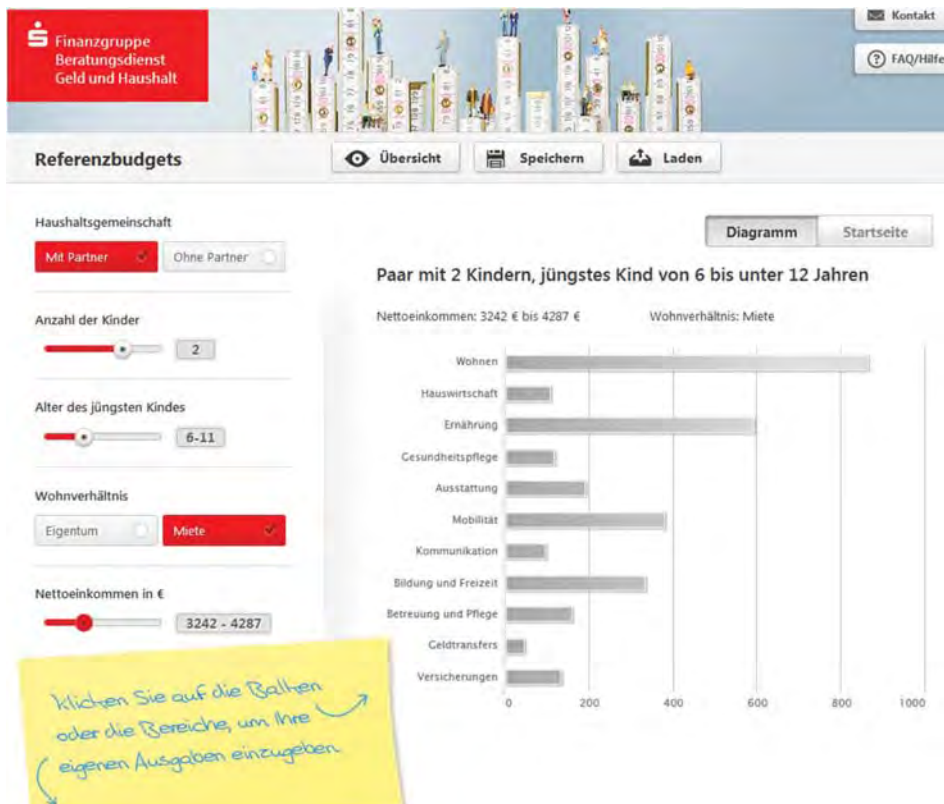 Finanzgruppe
Beratungsdienst
Geld und Haushalt
Kontakt
FAQ/Hilfe
Referenzbudgets
Übersicht
Speichern
Laden
Haushaltsgemeinschaft
Mit Partner
Ohne Partner
Anzahl der Kinder
2
Alter des jüngsten Kindes
6-11
Wohnverhältnis
Eigentum
Miete
Nettoeinkommen in €
3242 - 4287
Klicken Sie auf die Balken
oder die Bereiche, um Ihre
eigenen Ausgaben einzugeben
Diagramm
Startseite
Paar mit 2 Kindern, jüngstes Kind von 6 bis unter 12 Jahren
Nettoeinkommen: 3242 € bis 4287 €
Wohnverhältnis: Miete
Wohnen
Hauswirtschaft
Ernährung
Gesundheitspflege
Ausstattung
Mobilität
Kommunikation
Bildung und Freizeit
Betreuung und Pflege
Geldtransfers
Versicherungen
0 200 400 600 800 1000